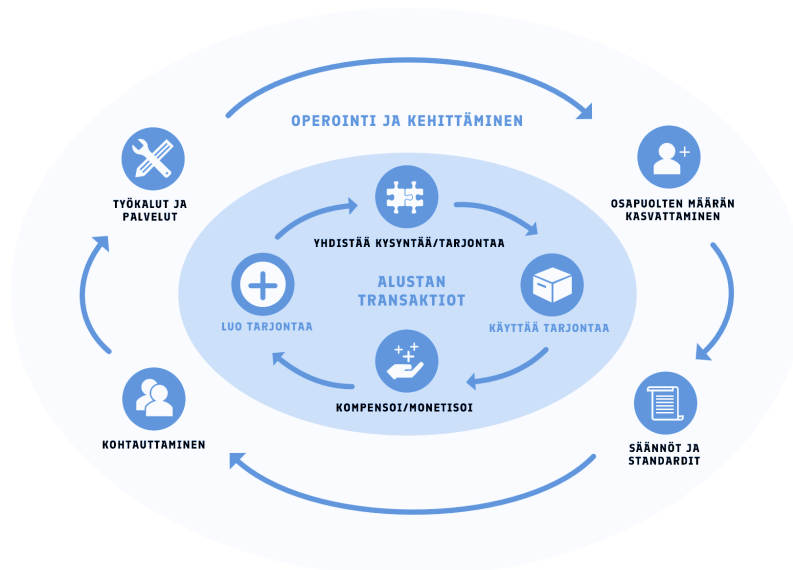 OPEROINTI JA KEHITTÄMINEN
TYÖKALUT JA
PALVELUT
OSAPUOLTEN MÄÄRÄN
KASVATTAMINEN
YHDISTÄÄ KYSYNTÄÄ/TARJONTAA
ALUSTAN
TRANSAKTIOT
LUO TARJONTAA
KÄYTTÄÄ TARJONTAA
KOMPENSOI/MONETISOI
KOHTAUTTAMINEN
SÄÄNNÖT JA
STANDARDIT